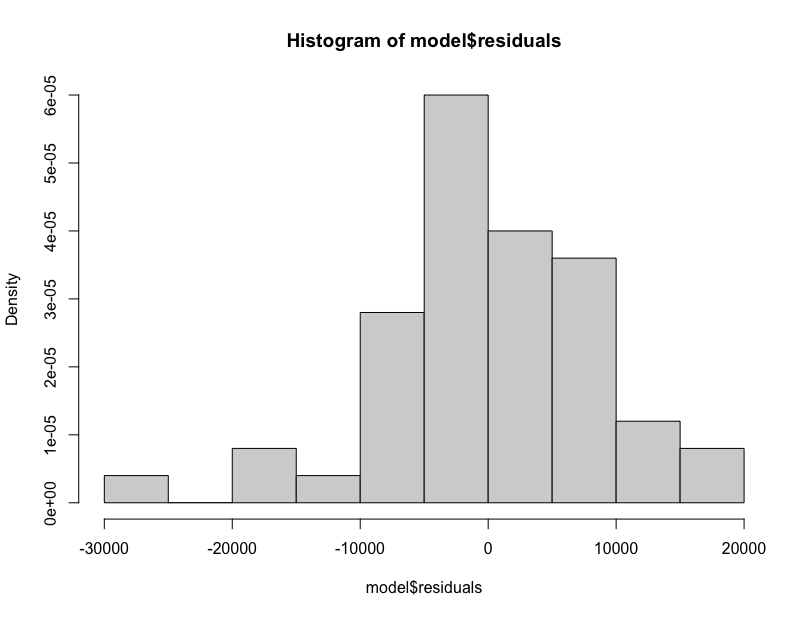 Histogram of model$residuals
Density
6e-05
5e-05
4e-05
3e-05
2e-05
1e-05
0e+00
-30000 -20000 -10000 0 10000 20000
model$residuals